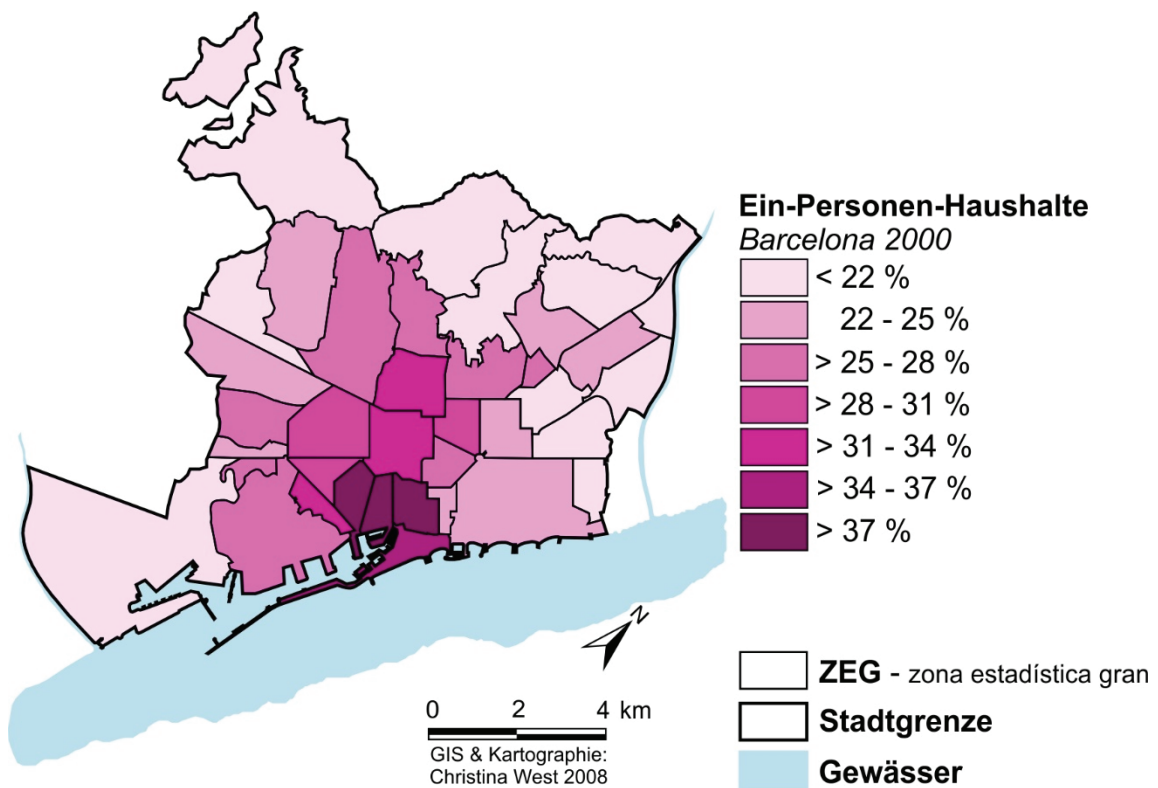 Ein-Personen-Haushalte
Barcelona 2000
< 22 %
22 - 25 %
> 25 - 28 %
> 28 - 31 %
> 31 - 34 %
> 34 - 37 %
> 37 %
N
0 2 4 km
GIS & Kartographie:
Christina West 2008
ZEG - zona estadística gran
Stadtgrenze
Gewässer